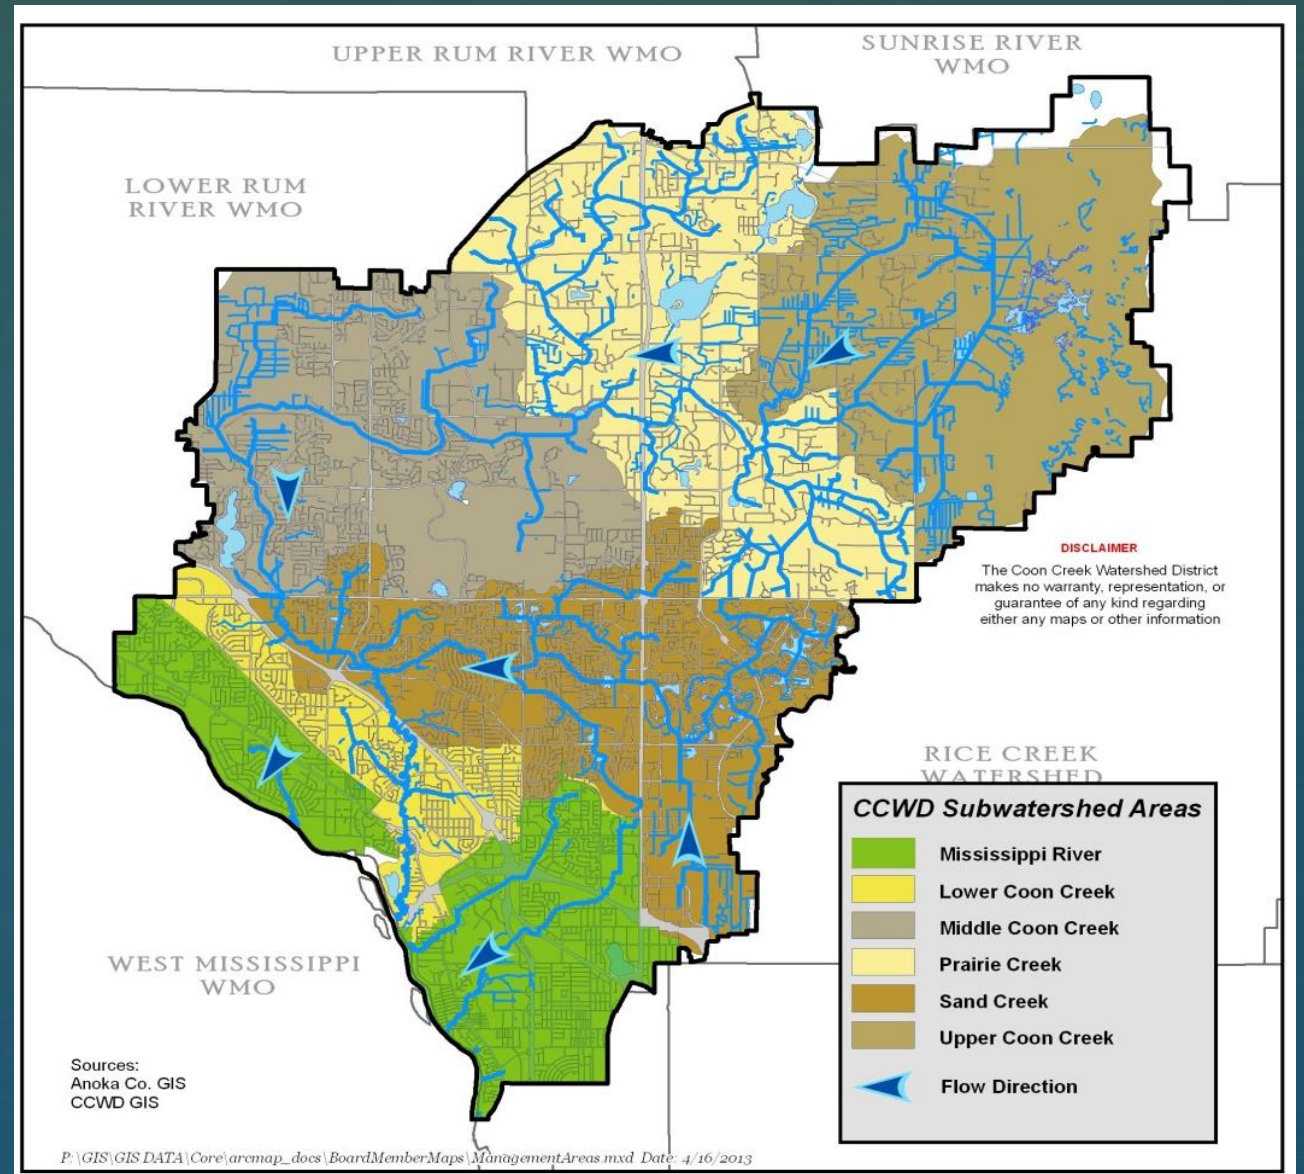 UPPER RUM RIVER WMO
SUNRISE RIVER
WMO
LOWER RUM
RIVER WMO
DISCLAIMER
The Coon Creek Watershed District
makes no warranty, representation, or
guarantee of any kind regarding
either any maps or other information
RICE CREEK
WATERSHED
CCWD Subwatershed Areas
Mississippi River
Lower Coon Creek
Middle Coon Creek
Prairie Creek
Sand Creek
Upper Coon Creek
Flow Direction
WEST MISSISSIPPI
WMO
Sources:
Anoka Co. GIS
CCWD GIS
P:\GIS\GIS DATA\Core\arcmap_docs\BoardMemberMaps\ManagementAreas.mxd Date: 4/16/2013